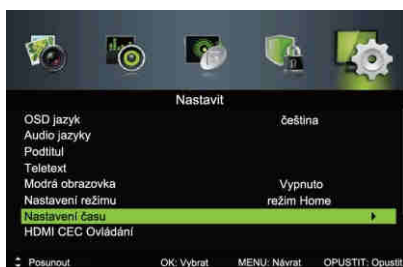 Nastavit
OSD jazyk čeština
Audio jazyky
Podtitul
Teletext
Modrá obrazovka Vypnuto
Nastavení režimu režim Home
Nastavení času
HDMI CEC Ovládání
Posunout OK: Vybrat MENU: Návrat OPUSTIT: Opustit